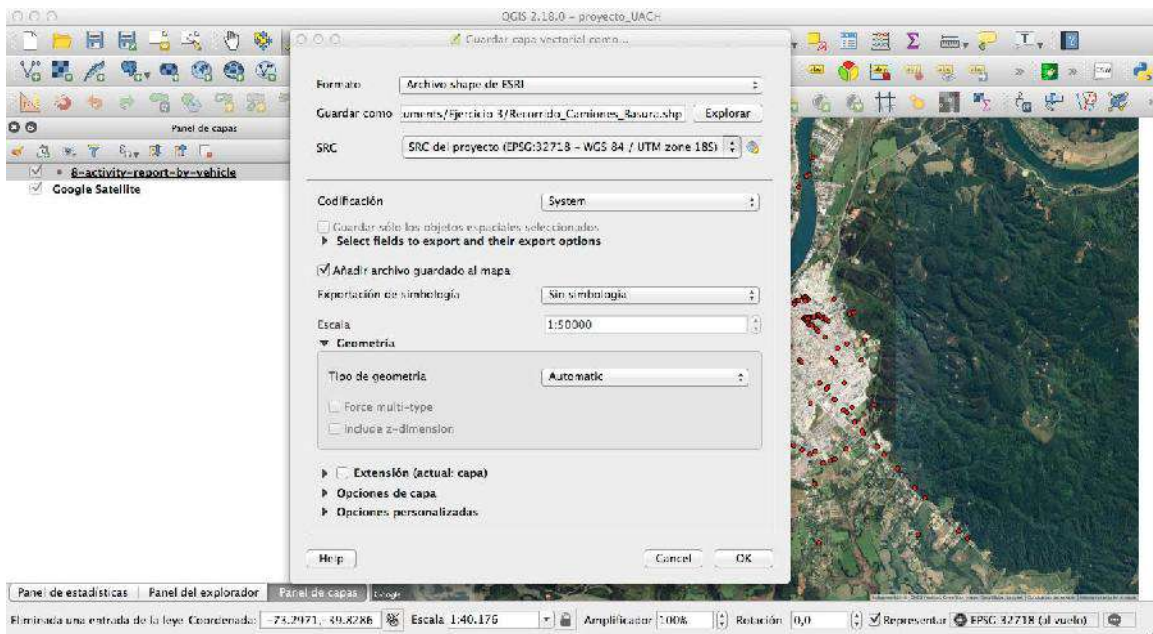 QGIS 2.18.0 - proyecto_UACH
Guardar capa vectorial como...
Formato
Archivo shape de ESRI
Guardar como
uments/Ejercicio 3/Recorrido_Camiones_Basura.shp
Explorar
SRC
SRC del proyecto (EPSG:32718 - WGS 84 / UTM zone 18S)
Codificación
System
Guardar sólo los objetos espaciales seleccionados
Select fields to export and their export options
Añadir archivo guardado al mapa
Exportación de simbología
Sin simbología
Escala
1:50000
Geometría
Tipo de geometría
Automatic
Force multi-type
Include z-dimension
Extensión (actual: capa)
Opciones de capa
Opciones personalizadas
Help
Cancel
OK
Panel de capas
8-activity-report-by-vehicle
Google Satellite
Panel de estadísticas
Panel del explorador
Panel de capas
Google
Eliminada una entrada de la leye
Coordenada:
-73.2971,-39.8286
Escala
1:40.176
Amplificador
100%
Rotación
0,0
Representar
EPSG:32718 (al vuelo)